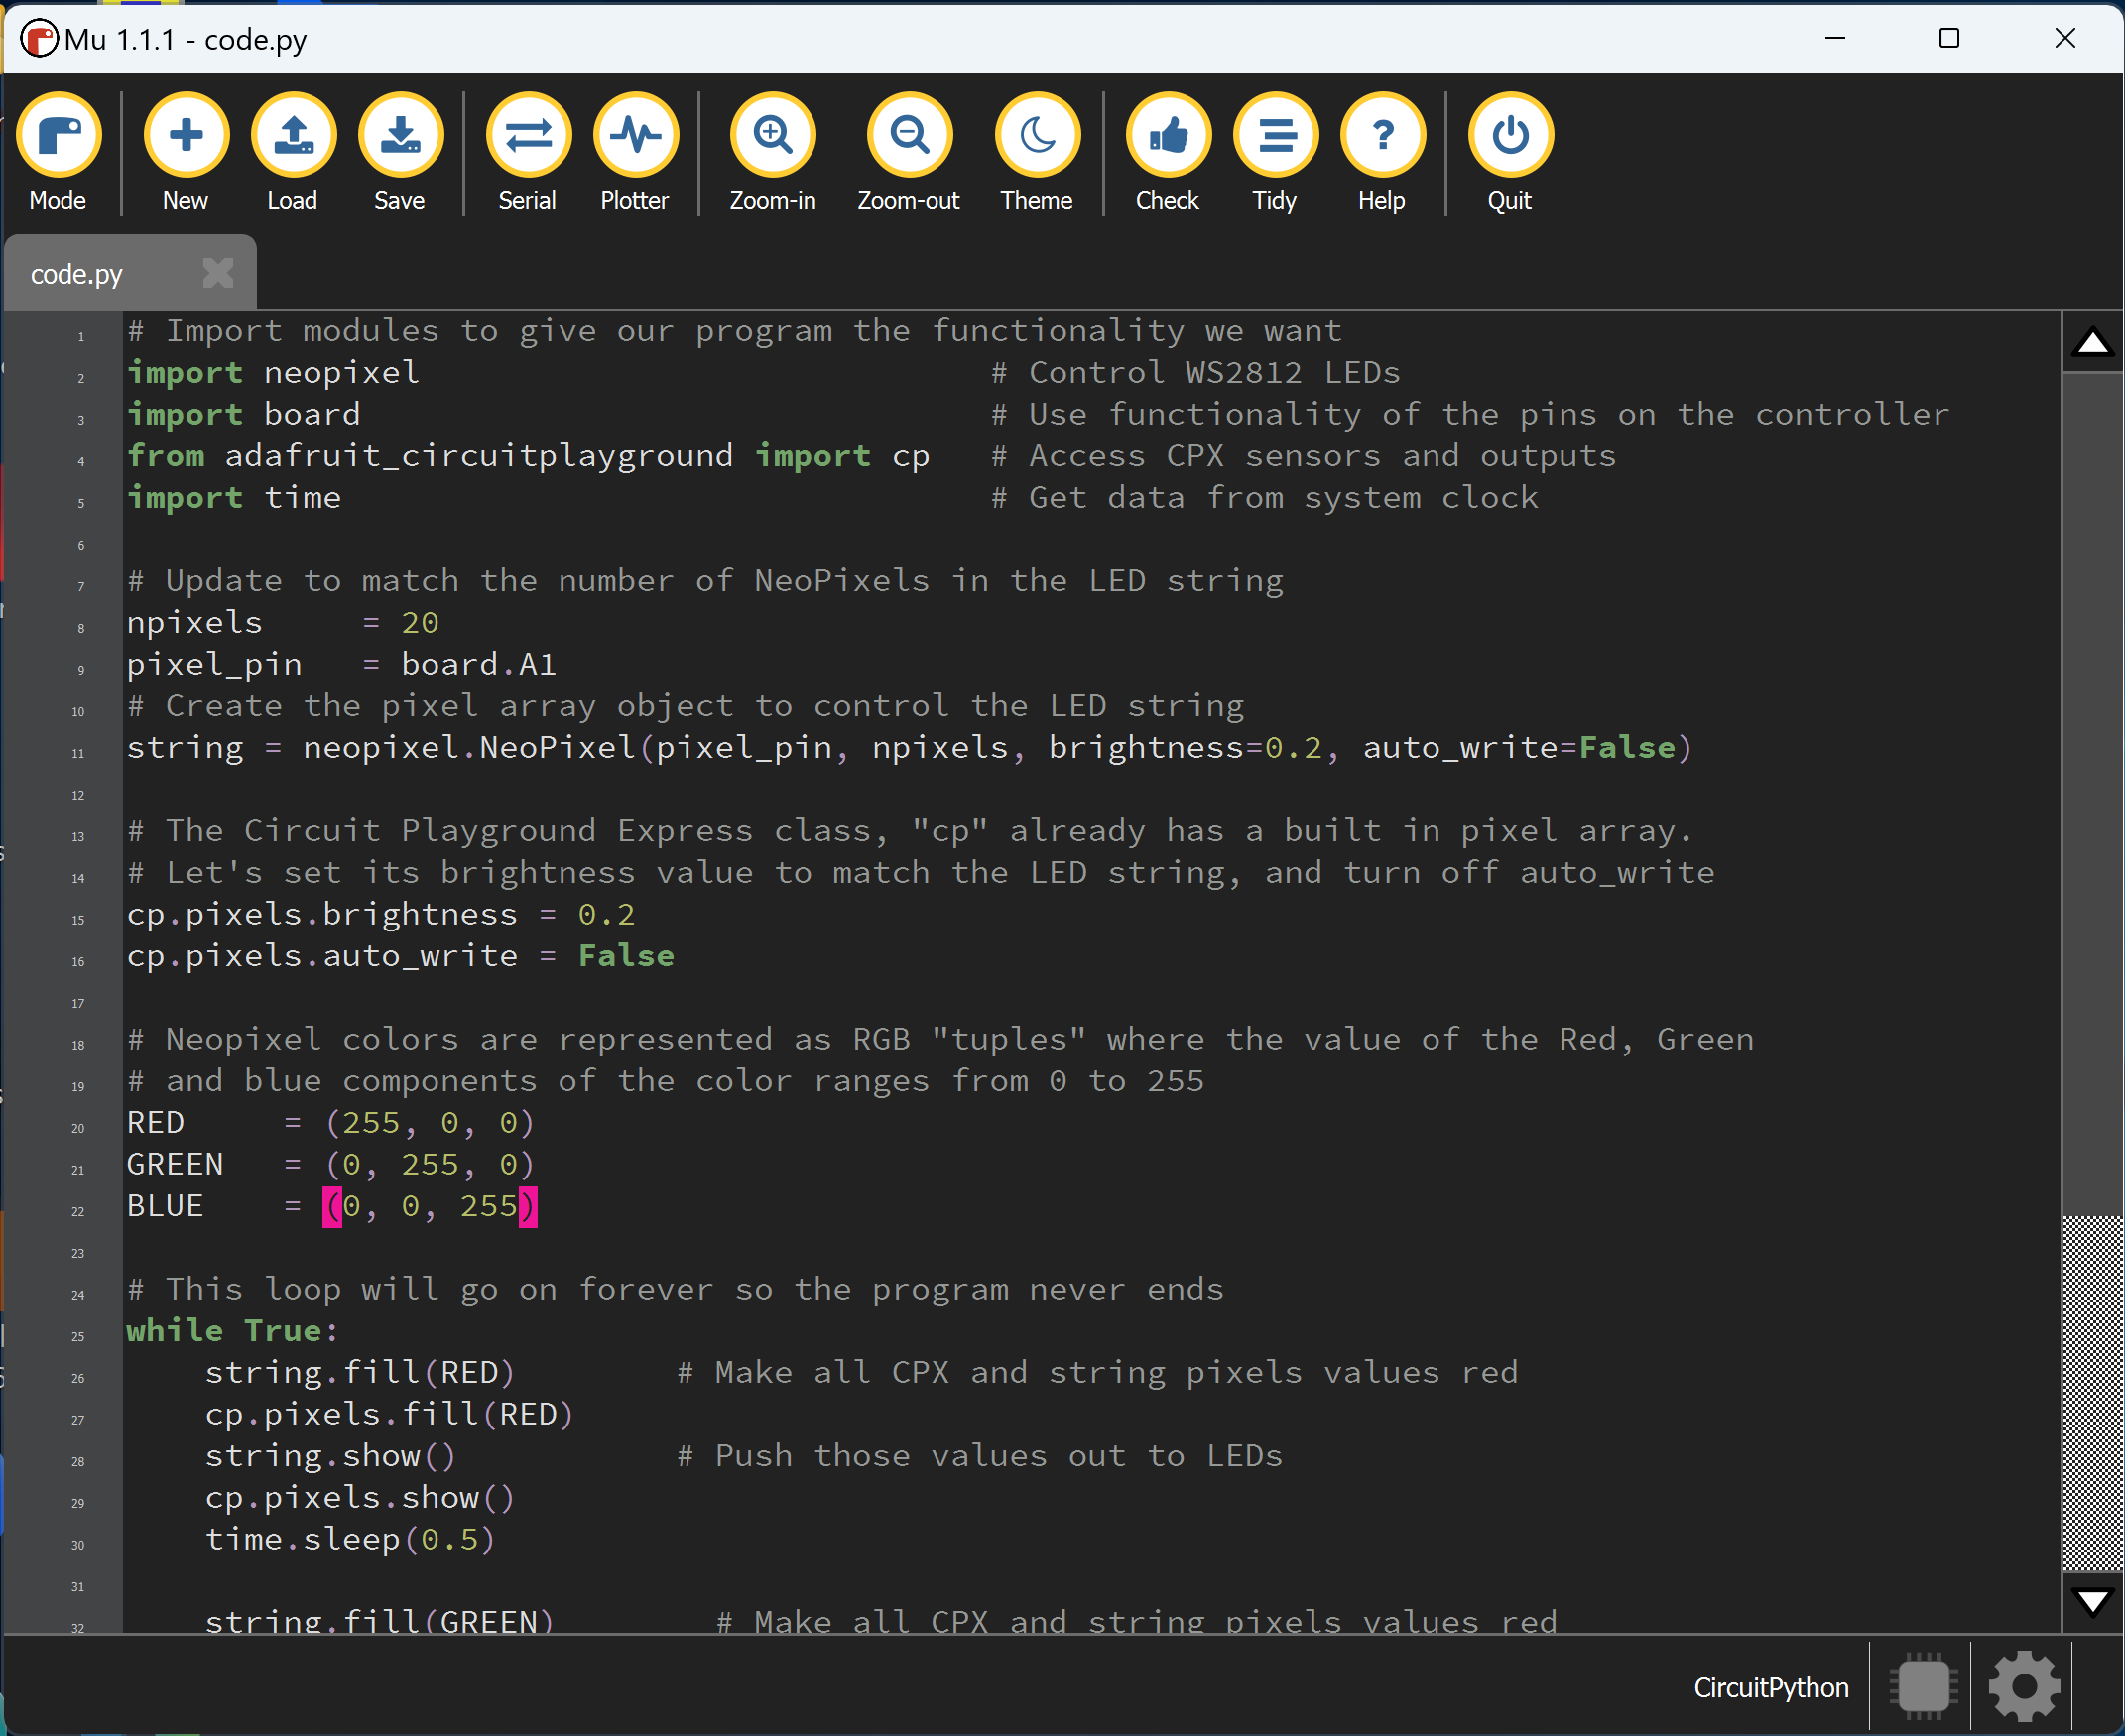 Mu 1.1.1 - code.py
Mode New Load Save Serial Plotter Zoom-in Zoom-out Theme Check Tidy Help Quit
code.py
1 # Import modules to give our program the functionality we want
2 import neopixel # Control WS2812 LEDs
3 import board # Use functionality of the pins on the controller
4 from adafruit_circuitplayground import cp # Access CPX sensors and outputs
5 import time # Get data from system clock
6
7 # Update to match the number of NeoPixels in the LED string
8 npixels = 20
9 pixel_pin = board.A1
10 # Create the pixel array object to control the LED string
11 string = neopixel.NeoPixel(pixel_pin, npixels, brightness=0.2, auto_write=False)
12
13 # The Circuit Playground Express class, "cp" already has a built in pixel array.
14 # Let's set its brightness value to match the LED string, and turn off auto_write
15 cp.pixels.brightness = 0.2
16 cp.pixels.auto_write = False
17
18 # Neopixel colors are represented as RGB "tuples" where the value of the Red, Green
19 # and blue components of the color ranges from 0 to 255
20 RED = (255, 0, 0)
21 GREEN = (0, 255, 0)
22 BLUE = (0, 0, 255)
23
24 # This loop will go on forever so the program never ends
25 while True:
26 string.fill(RED) # Make all CPX and string pixels values red
27 cp.pixels.fill(RED)
28 string.show() # Push those values out to LEDs
29 cp.pixels.show()
30 time.sleep(0.5)
31
32 string.fill(GREEN) # Make all CPX and string pixels values red
CircuitPython